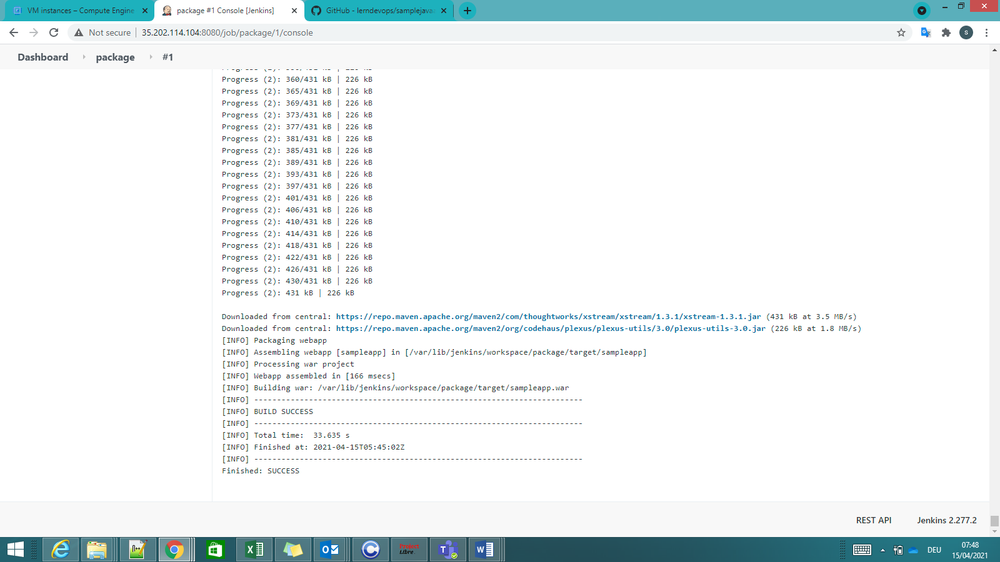 VM instances – Compute Engine
package #1 Console [Jenkins]
GitHub - lerndevops/samplejava
Not secure
35.202.114.104:8080/job/package/1/console
S
Dashboard
package
#1
Progress (2): 360/431 kB | 226 kB
Progress (2): 365/431 kB | 226 kB
Progress (2): 369/431 kB | 226 kB
Progress (2): 373/431 kB | 226 kB
Progress (2): 377/431 kB | 226 kB
Progress (2): 381/431 kB | 226 kB
Progress (2): 385/431 kB | 226 kB
Progress (2): 389/431 kB | 226 kB
Progress (2): 393/431 kB | 226 kB
Progress (2): 397/431 kB | 226 kB
Progress (2): 401/431 kB | 226 kB
Progress (2): 406/431 kB | 226 kB
Progress (2): 410/431 kB | 226 kB
Progress (2): 414/431 kB | 226 kB
Progress (2): 418/431 kB | 226 kB
Progress (2): 422/431 kB | 226 kB
Progress (2): 426/431 kB | 226 kB
Progress (2): 430/431 kB | 226 kB
Progress (2): 431 kB | 226 kB
Downloaded from central: https://repo.maven.apache.org/maven2/com/thoughtworks/xstream/xstream/1.3.1/xstream-1.3.1.jar (431 kB at 3.5 MB/s)
Downloaded from central: https://repo.maven.apache.org/maven2/org/codehaus/plexus/plexus-utils/3.0/plexus-utils-3.0.jar (226 kB at 1.8 MB/s)
[INFO] Packaging webapp
[INFO] Assembling webapp [sampleapp] in [/var/lib/jenkins/workspace/package/target/sampleapp]
[INFO] Processing war project
[INFO] Webapp assembled in [166 msecs]
[INFO] Building war: /var/lib/jenkins/workspace/package/target/sampleapp.war
[INFO] ------------------------------------------------------------------------
[INFO] BUILD SUCCESS
[INFO] ------------------------------------------------------------------------
[INFO] Total time:  33.635 s
[INFO] Finished at: 2021-04-15T05:45:02Z
[INFO] ------------------------------------------------------------------------
Finished: SUCCESS
REST API
Jenkins 2.277.2
Project
Libre
DEU
07:48
15/04/2021